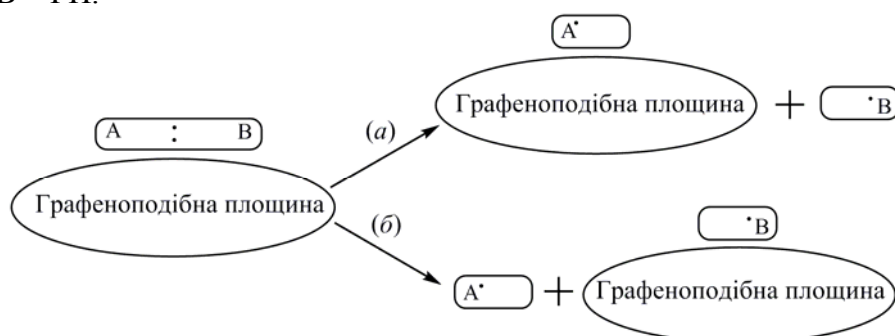 A•
Графеноподібна площина
+
•B
(а)
A : B
Графеноподібна площина
(б)
•B
A•
+
Графеноподібна площина